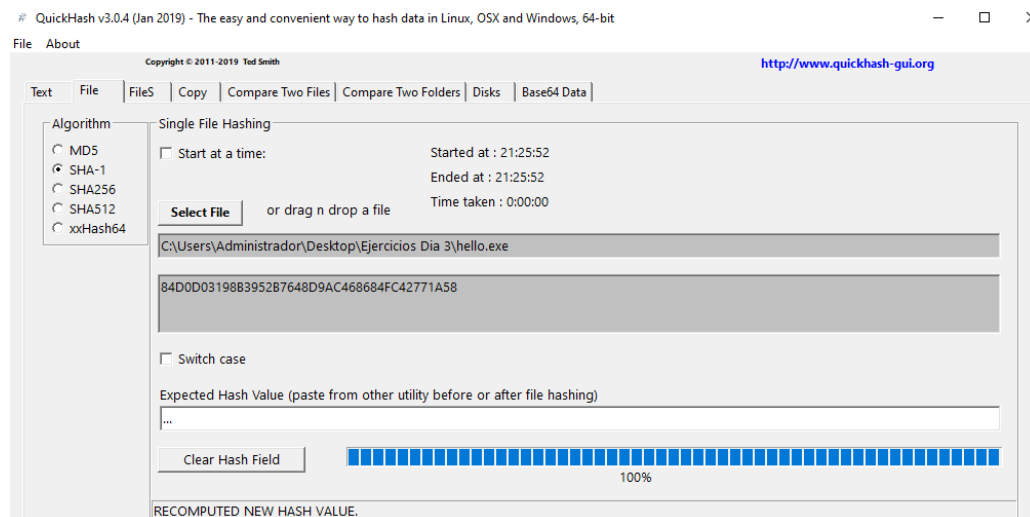 QuickHash v3.0.4 (Jan 2019) - The easy and convenient way to hash data in Linux, OSX and Windows, 64-bit
File About
Copyright © 2011-2019 Ted Smith
http://www.quickhash-gui.org
Text File FileS Copy Compare Two Files Compare Two Folders Disks Base64 Data
Algorithm
MD5
SHA-1
SHA256
SHA512
xxHash64
Single File Hashing
Start at a time:
Started at : 21:25:52
Ended at : 21:25:52
Time taken : 0:00:00
Select File or drag n drop a file
C:\Users\Administrador\Desktop\Ejercicios Dia 3\hello.exe
84D0D03198B3952B7648D9AC468684FC42771A58
Switch case
Expected Hash Value (paste from other utility before or after file hashing)
...
Clear Hash Field
100%
RECOMPUTED NEW HASH VALUE.